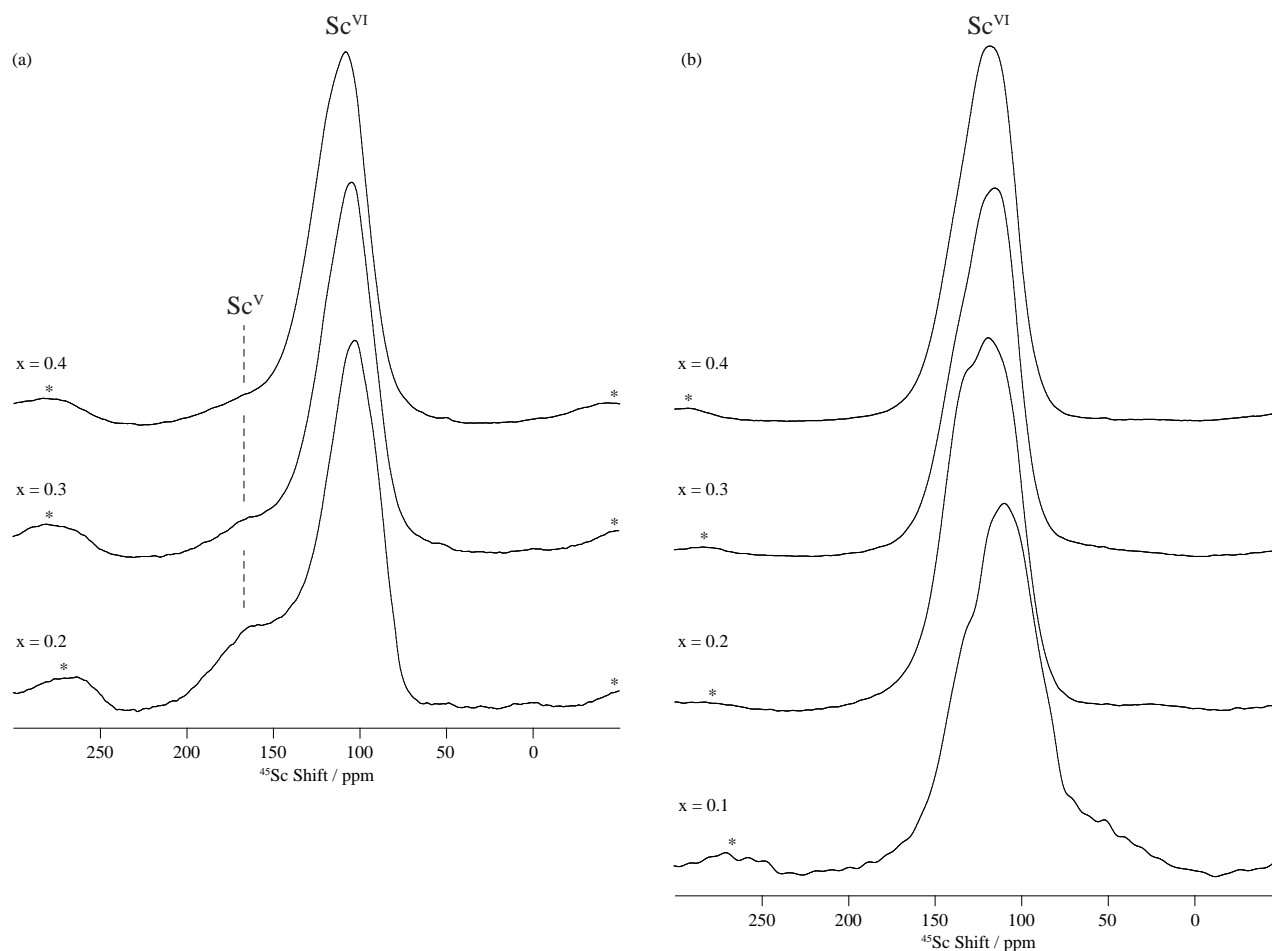 (a)
Sc^VI
Sc^V
x = 0.4
*
*
x = 0.3
*
*
x = 0.2
*
*
250 200 150 100 50 0
⁴⁵Sc Shift / ppm
(b)
Sc^VI
x = 0.4
*
x = 0.3
*
x = 0.2
*
x = 0.1
*
250 200 150 100 50 0
⁴⁵Sc Shift / ppm